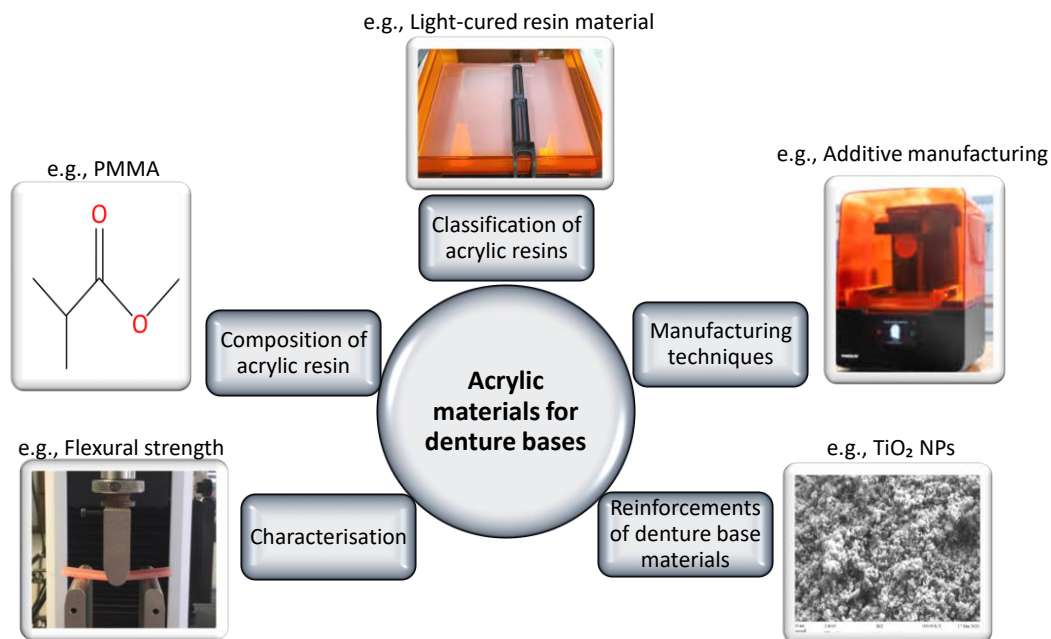 e.g., Light-cured resin material
e.g., PMMA
O
O
e.g., Additive manufacturing
Classification of
acrylic resins
Composition of
acrylic resin
Manufacturing
techniques
Acrylic
materials for
denture bases
e.g., Flexural strength
Characterisation
e.g., TiO₂ NPs
Reinforcements
of denture base
materials